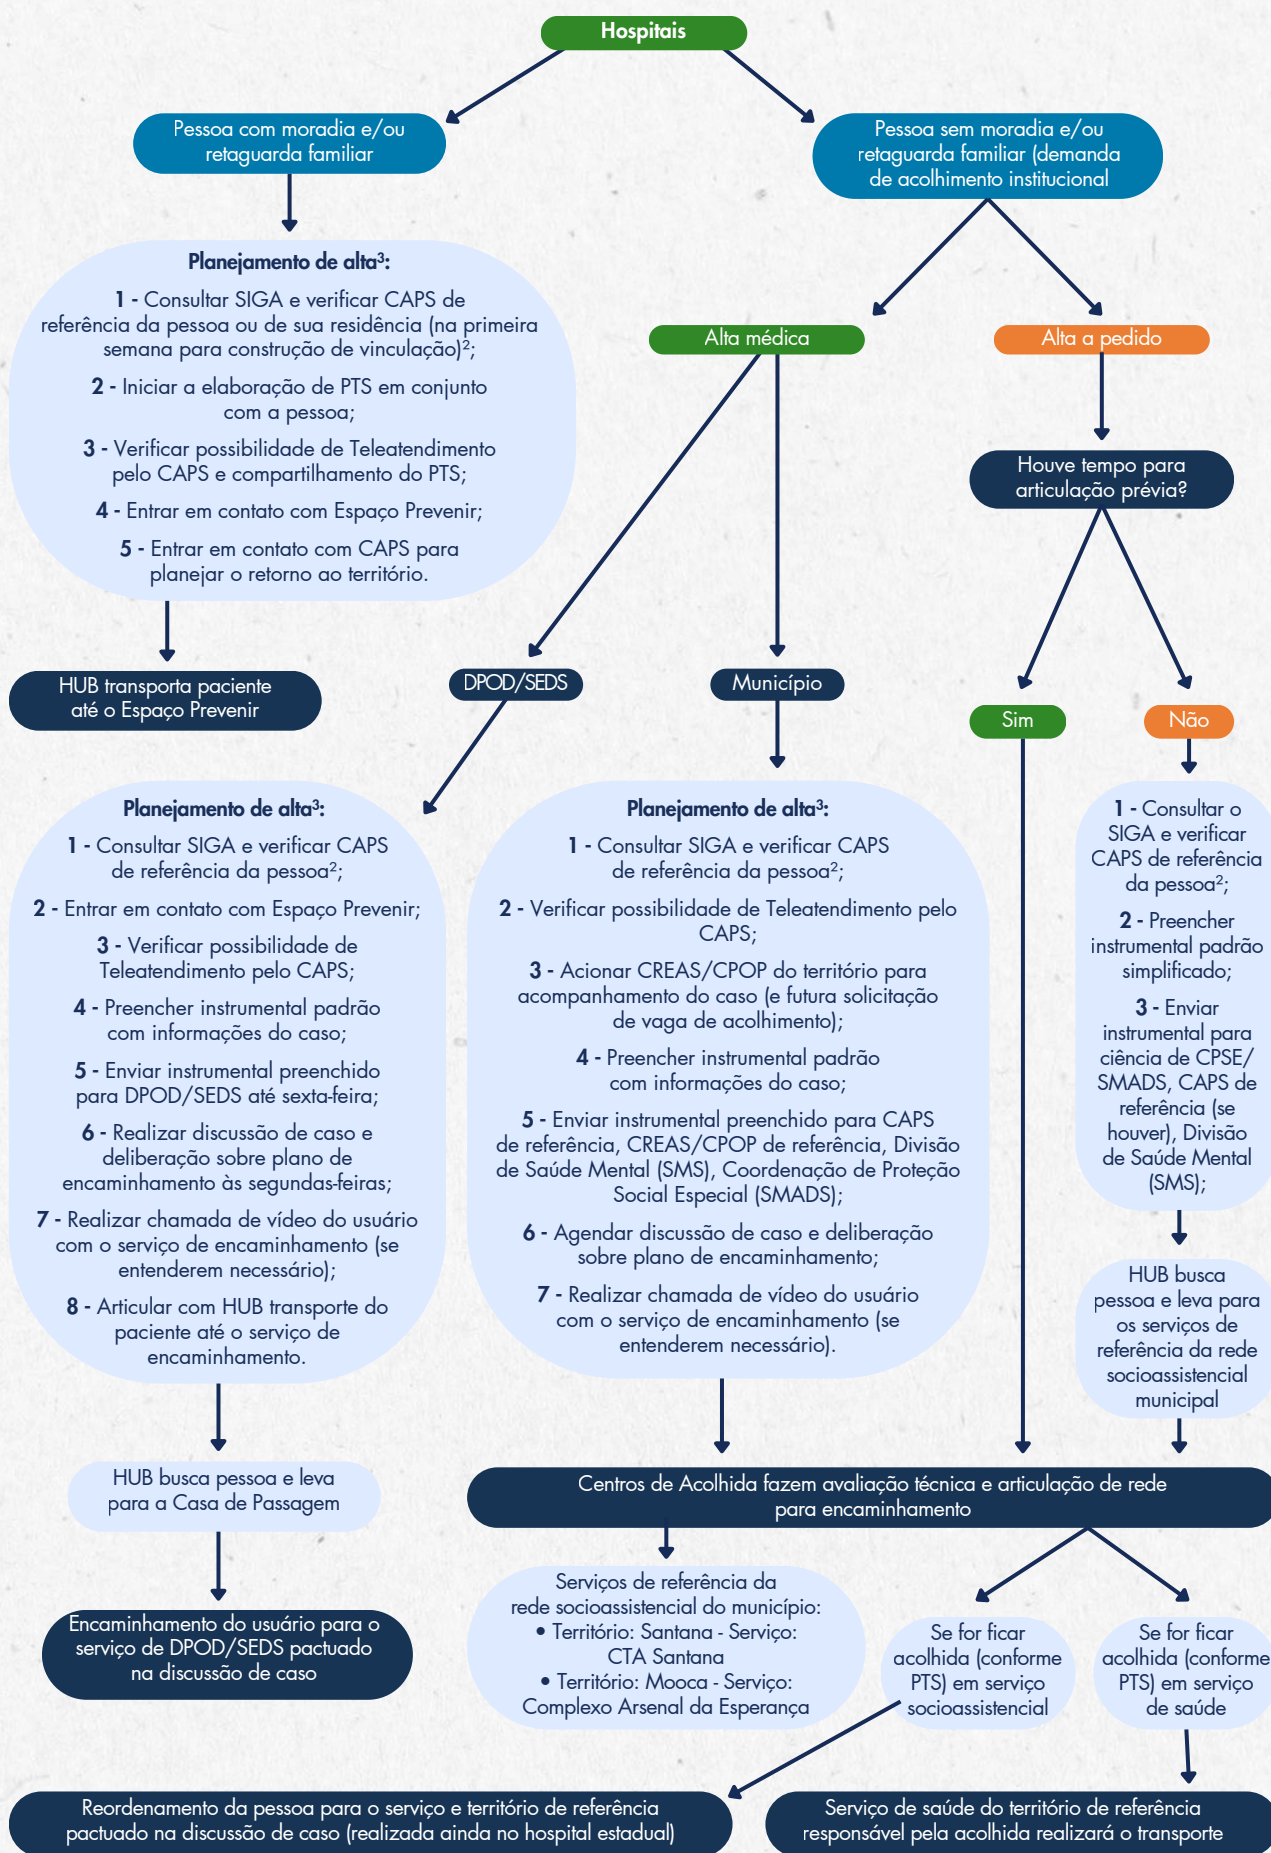 Hospitais
Pessoa com moradia e/ou
retaguarda familiar
Pessoa sem moradia e/ou
retaguarda familiar (demanda
de acolhimento institucional
Planejamento de alta³:
1 - Consultar SIGA e verificar CAPS de
referência da pessoa ou de sua residência (na primeira
semana para construção de vinculação)²;
2 - Iniciar a elaboração de PTS em conjunto
com a pessoa;
3 - Verificar possibilidade de Teleatendimento
pelo CAPS e compartilhamento do PTS;
4 - Entrar em contato com Espaço Prevenir;
5 - Entrar em contato com CAPS para
planejar o retorno ao território.
HUB transporta paciente
até o Espaço Prevenir
Alta médica
Alta a pedido
Houve tempo para
articulação prévia?
DPOD/SEDS
Município
Sim
Não
Planejamento de alta³:
1 - Consultar SIGA e verificar CAPS
de referência da pessoa²;
2 - Entrar em contato com Espaço Prevenir;
3 - Verificar possibilidade de
Teleatendimento pelo CAPS;
4 - Preencher instrumental padrão
com informações do caso;
5 - Enviar instrumental preenchido
para DPOD/SEDS até sexta-feira;
6 - Realizar discussão de caso e
deliberação sobre plano de
encaminhamento às segundas-feiras;
7 - Realizar chamada de vídeo do usuário
com o serviço de encaminhamento (se
entenderem necessário);
8 - Articular com HUB transporte do
paciente até o serviço de
encaminhamento.
Planejamento de alta³:
1 - Consultar SIGA e verificar CAPS
de referência da pessoa²;
2 - Verificar possibilidade de Teleatendimento pelo
CAPS;
3 - Acionar CREAS/CPOP do território para
acompanhamento do caso (e futura solicitação
de vaga de acolhimento);
4 - Preencher instrumental padrão
com informações do caso;
5 - Enviar instrumental preenchido para CAPS
de referência, CREAS/CPOP de referência, Divisão
de Saúde Mental (SMS), Coordenação de Proteção
Social Especial (SMADS);
6 - Agendar discussão de caso e deliberação
sobre plano de encaminhamento;
7 - Realizar chamada de vídeo do usuário
com o serviço de encaminhamento (se
entenderem necessário).
1 - Consultar o
SIGA e verificar
CAPS de referência
da pessoa²;
2 - Preencher
instrumental padrão
simplificado;
3 - Enviar
instrumental para
ciência de CPSE/
SMADS, CAPS de
referência (se
houver), Divisão
de Saúde Mental
(SMS);
HUB busca
pessoa e leva para
os serviços de
referência da rede
socioassistencial
municipal
HUB busca pessoa e leva
para a Casa de Passagem
Encaminhamento do usuário para o
serviço de DPOD/SEDS pactuado
na discussão de caso
Centros de Acolhida fazem avaliação técnica e articulação de rede
para encaminhamento
Serviços de referência da
rede socioassistencial do município:
• Território: Santana - Serviço:
CTA Santana
• Território: Mooca - Serviço:
Complexo Arsenal da Esperança
Se for ficar
acolhida (conforme
PTS) em serviço
socioassistencial
Se for ficar
acolhida (conforme
PTS) em serviço
de saúde
Reordenamento da pessoa para o serviço e território de referência
pactuado na discussão de caso (realizada ainda no hospital estadual)
Serviço de saúde do território de referência
responsável pela acolhida realizará o transporte